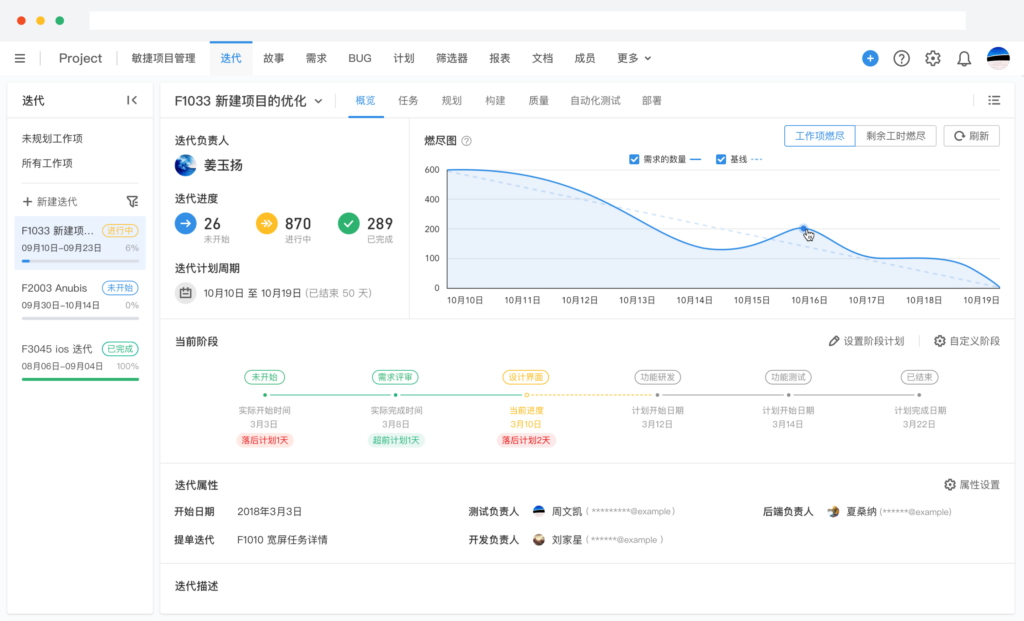 Project 敏捷项目管理 迭代 故事 需求 BUG 计划 筛选器 报表 文档 成员 更多
迭代
未规划工作项
所有工作项
新建迭代
F1033 新建项... 进行中
09月10日-09月23日 6%
F2003 Anubis 未开始
09月30日-10月14日 0%
F3045 ios 迭代 已完成
08月06日-09月04日 100%
F1033 新建项目的优化 概览 任务 规划 构建 质量 自动化测试 部署
迭代负责人
姜玉扬
迭代进度
26 870 289
未开始 进行中 已完成
迭代计划周期
10月10日 至 10月19日 (已结束 50 天)
燃尽图 工作项燃尽 剩余工时燃尽 刷新
需求的数量 基线
600
400
200
100
0
10月10日 10月11日 10月12日 10月13日 10月14日 10月15日 10月16日 10月17日 10月18日 10月19日
当前阶段 设置阶段计划 自定义阶段
未开始 需求评审 设计界面 功能研发 功能测试 已结束
实际开始时间 实际完成时间 当前进度 计划开始日期 计划开始日期 计划完成日期
3月3日 3月8日 3月10日 3月12日 3月14日 3月22日
落后计划1天 超前计划1天 落后计划2天
迭代属性 属性设置
开始日期 2018年3月3日 测试负责人 周文凯 ( *********@example) 后端负责人 夏桑纳 (******@example)
提单迭代 F1010 宽屏任务详情 开发负责人 刘家星 ( ******@example )
迭代描述